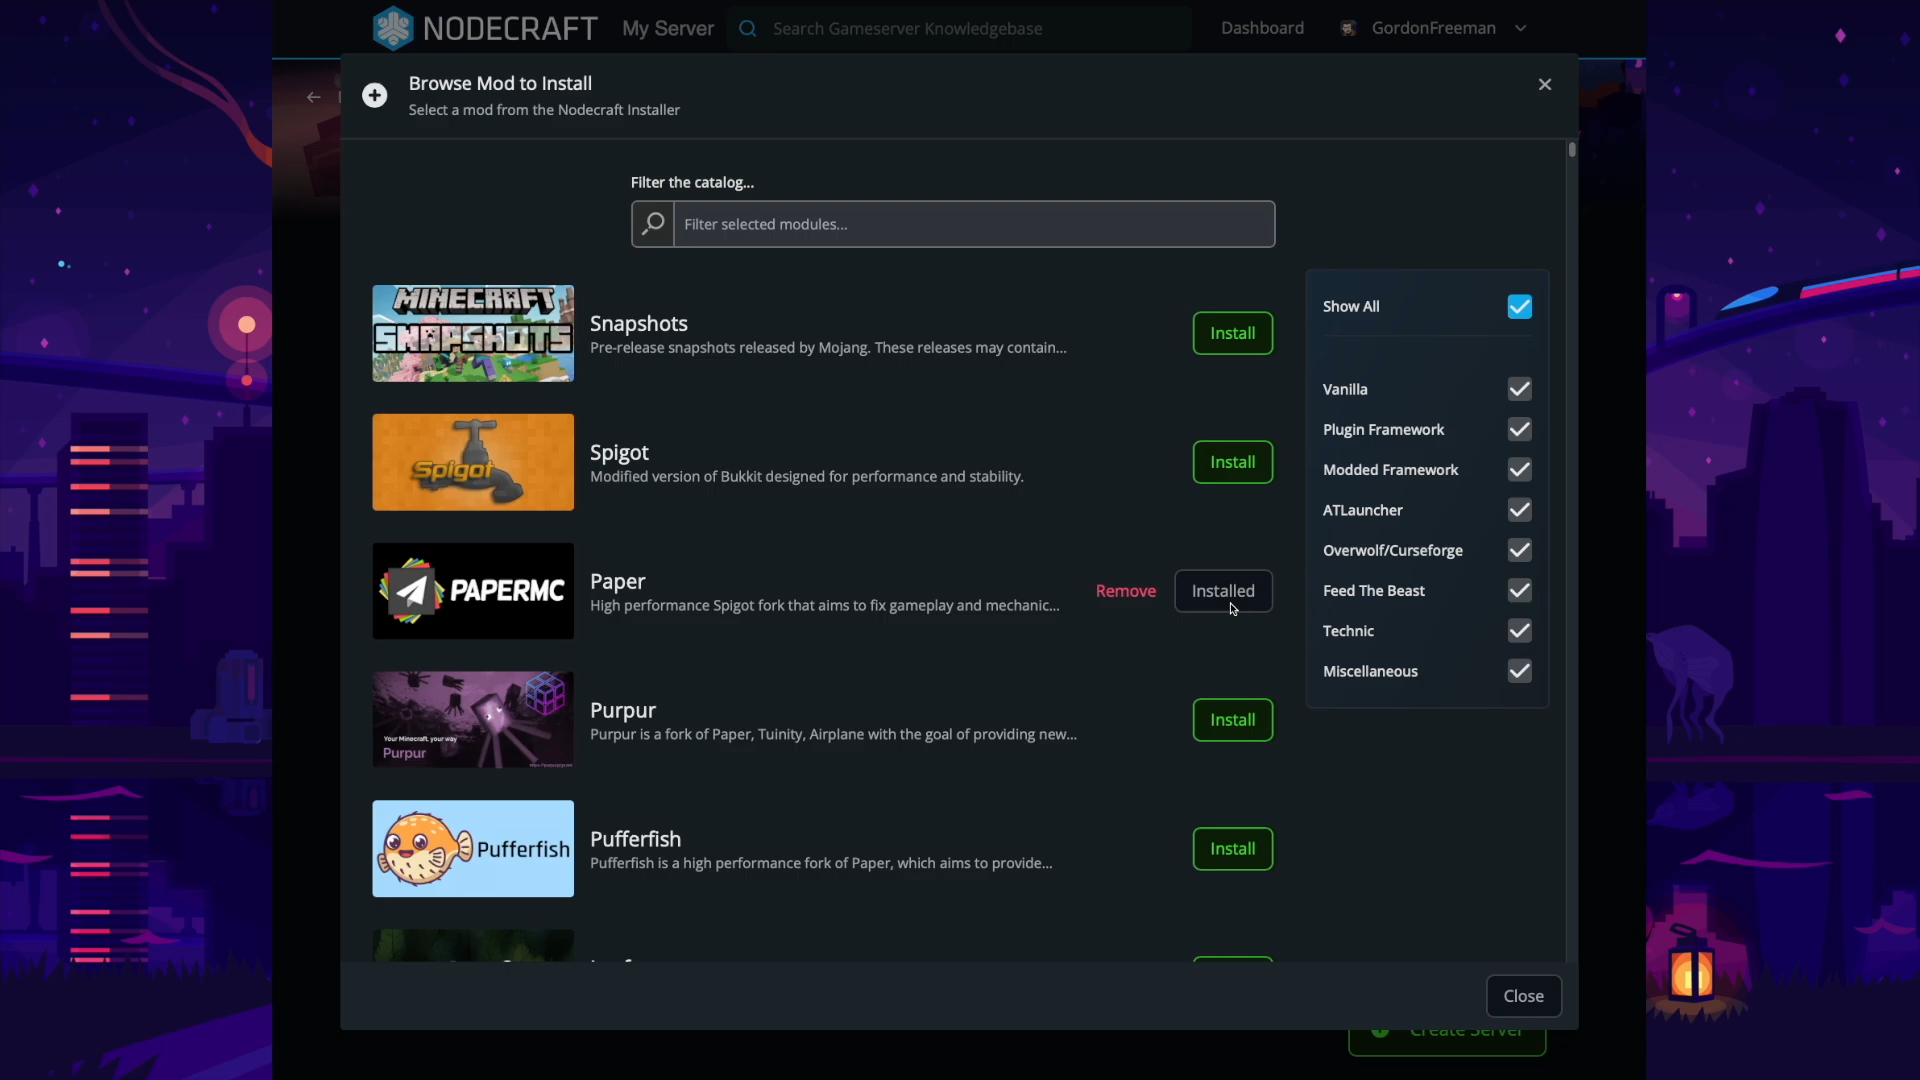 NODECRAFT
My Server
Search Gameserver Knowledgebase
Dashboard
GordonFreeman
Browse Mod to Install
Select a mod from the Nodecraft Installer
Filter the catalog...
Filter selected modules...
MINECRAFT
SNAPSHOTS
Snapshots
Pre-release snapshots released by Mojang. These releases may contain...
Install
Spigot
Spigot
Modified version of Bukkit designed for performance and stability.
Install
PAPERMC
Paper
High performance Spigot fork that aims to fix gameplay and mechanic...
Remove
Installed
Your Minecraft, your way
Purpur
Purpur
Purpur is a fork of Paper, Tuinity, Airplane with the goal of providing new...
Install
Pufferfish
Pufferfish
Pufferfish is a high performance fork of Paper, which aims to provide...
Install
Show All
Vanilla
Plugin Framework
Modded Framework
ATLauncher
Overwolf/Curseforge
Feed The Beast
Technic
Miscellaneous
Close
Create Server